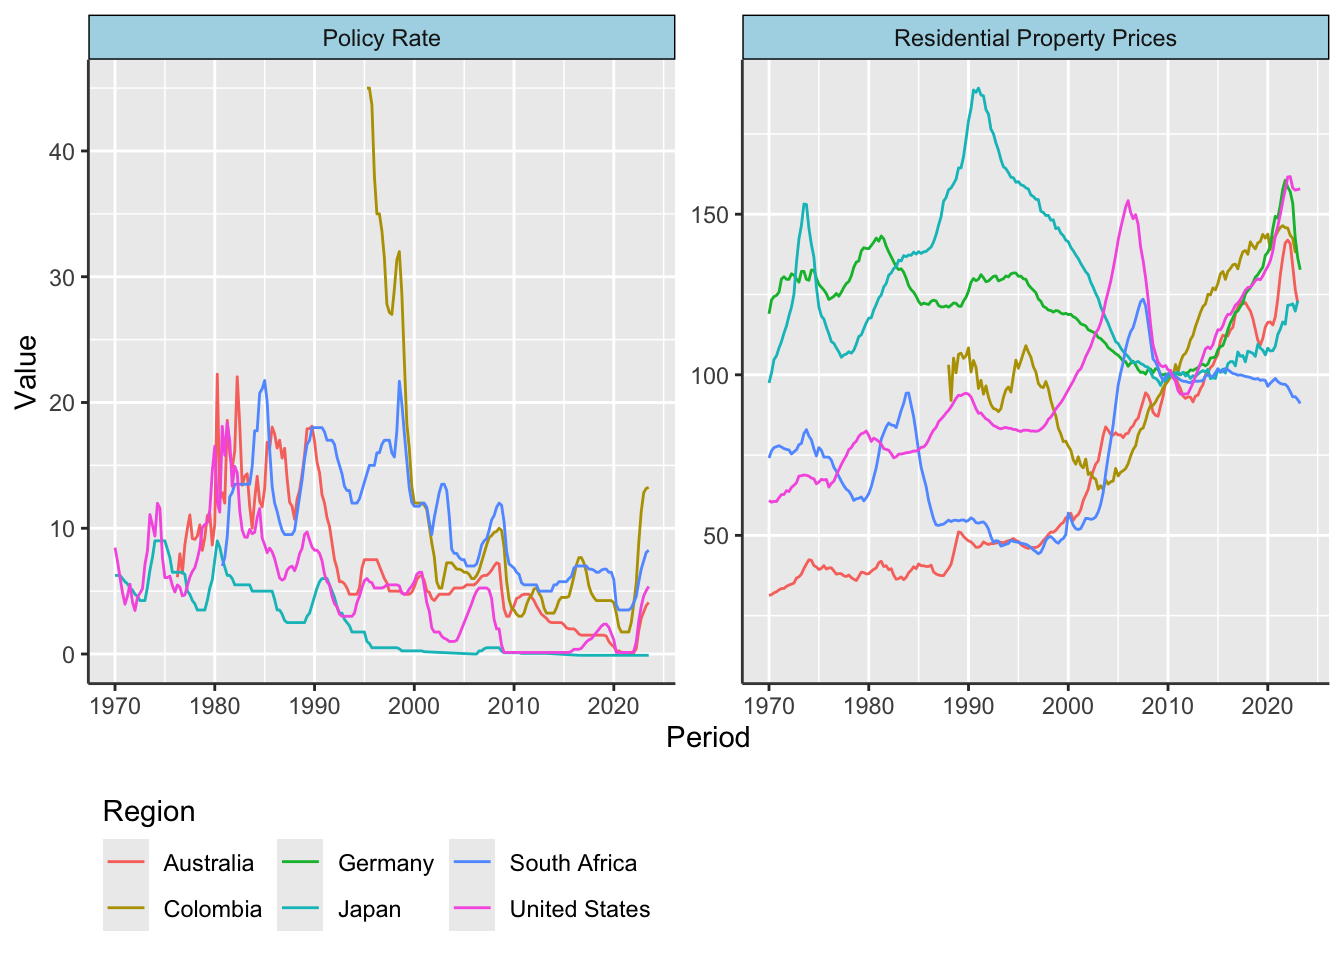 Policy Rate
Residential Property Prices
Value
40
30
20
10
0
150
100
50
1970 1980 1990 2000 2010 2020
1970 1980 1990 2000 2010 2020
Period
Region
Australia Germany South Africa
Colombia Japan United States